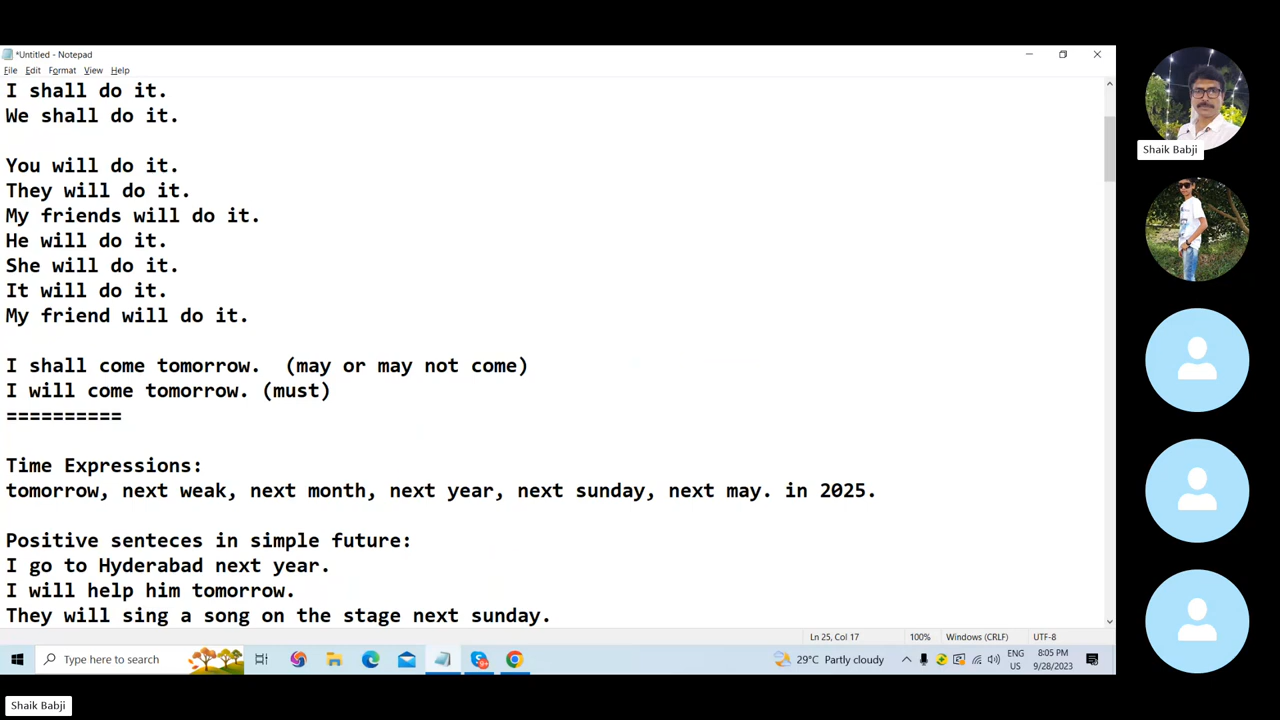 *Untitled - Notepad
File Edit Format View Help
I shall do it.
We shall do it.
You will do it.
They will do it.
My friends will do it.
He will do it.
She will do it.
It will do it.
My friend will do it.
I shall come tomorrow.  (may or may not come)
I will come tomorrow. (must)
==========
Time Expressions:
tomorrow, next weak, next month, next year, next sunday, next may. in 2025.
Positive senteces in simple future:
I go to Hyderabad next year.
I will help him tomorrow.
They will sing a song on the stage next sunday.
Ln 25, Col 17 100% Windows (CRLF) UTF-8
Type here to search 29°C Partly cloudy ENG US 8:05 PM 9/28/2023
Shaik Babji
Shaik Babji